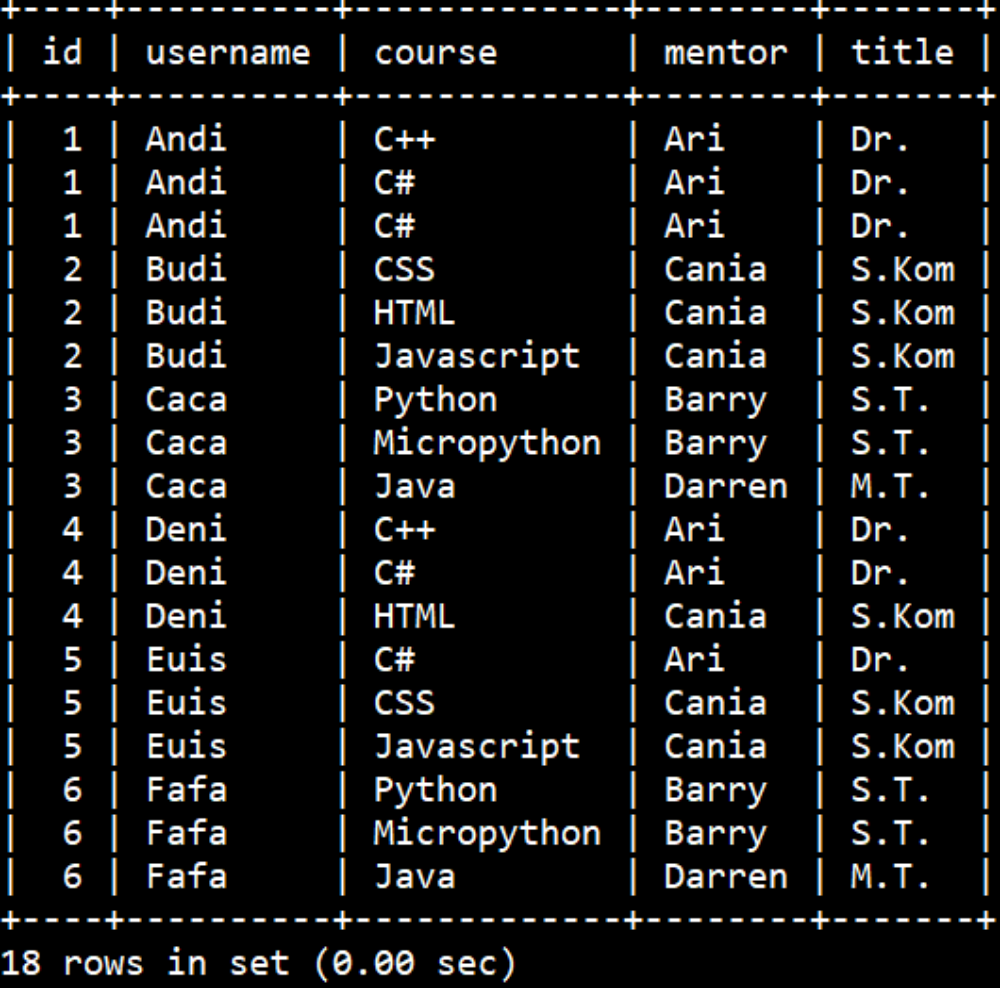 +----+----------+-------------+--------+-------+
| id | username | course      | mentor | title |
+----+----------+-------------+--------+-------+
|  1 | Andi     | C++         | Ari    | Dr.   |
|  1 | Andi     | C#          | Ari    | Dr.   |
|  1 | Andi     | C#          | Ari    | Dr.   |
|  2 | Budi     | CSS         | Cania  | S.Kom |
|  2 | Budi     | HTML        | Cania  | S.Kom |
|  2 | Budi     | Javascript  | Cania  | S.Kom |
|  3 | Caca     | Python      | Barry  | S.T.  |
|  3 | Caca     | Micropython | Barry  | S.T.  |
|  3 | Caca     | Java        | Darren | M.T.  |
|  4 | Deni     | C++         | Ari    | Dr.   |
|  4 | Deni     | C#          | Ari    | Dr.   |
|  4 | Deni     | HTML        | Cania  | S.Kom |
|  5 | Euis     | C#          | Ari    | Dr.   |
|  5 | Euis     | CSS         | Cania  | S.Kom |
|  5 | Euis     | Javascript  | Cania  | S.Kom |
|  6 | Fafa     | Python      | Barry  | S.T.  |
|  6 | Fafa     | Micropython | Barry  | S.T.  |
|  6 | Fafa     | Java        | Darren | M.T.  |
+----+----------+-------------+--------+-------+
18 rows in set (0.00 sec)